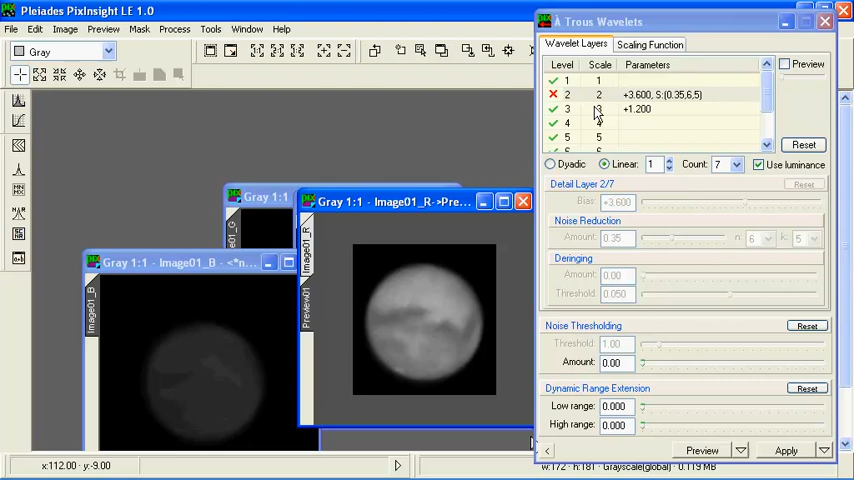 Pleiades PixInsight LE 1.0
File Edit Image Preview Mask Process Tools Window Help
Gray
1:1
Gray 1:1
Gray 1:1 - Image01_R->Pre...
Gray 1:1 - Image01_B - <*n...
Image01_R
Image01_B
Preview01
À Trous Wavelets
Wavelet Layers Scaling Function
Level Scale Parameters
Preview
1 1
2 2 +3.600, S:(0.35,6,5)
3 3 +1.200
4 4
5 5
Reset
Dyadic Linear: 1 Count: 7 Use luminance
Detail Layer 2/7 Reset
Bias: +3.600
Noise Reduction
Amount: 0.35 n: 6 k: 5
Deringing
Amount: 0.00
Threshold: 0.050
Noise Thresholding Reset
Threshold: 1.00
Amount: 0.00
Dynamic Range Extension Reset
Low range: 0.000
High range: 0.000
Preview Apply
x:112.00 · y:-9.00
w:172 · h:181 · Grayscale(global) · 0.119 MB